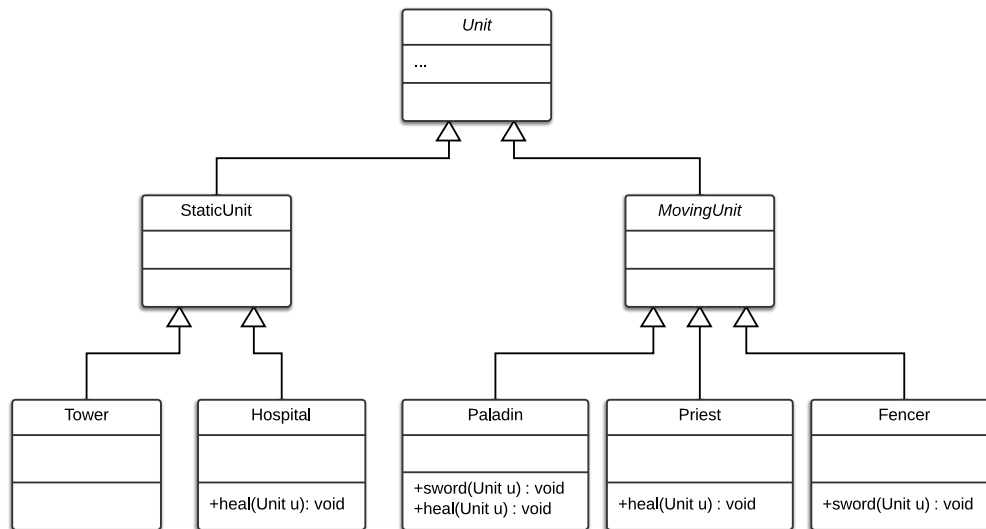 Unit
...
StaticUnit
MovingUnit
Tower
Hospital
+heal(Unit u): void
Paladin
+sword(Unit u) : void
+heal(Unit u) : void
Priest
+heal(Unit u) : void
Fencer
+sword(Unit u) : void